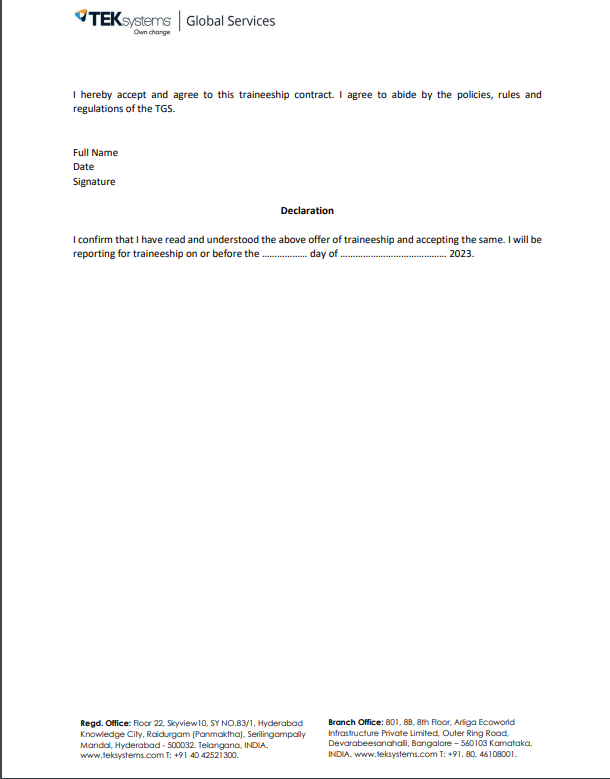 TEKsystems Global Services
Own change
I hereby accept and agree to this traineeship contract. I agree to abide by the policies, rules and
regulations of the TGS.
Full Name
Date
Signature
Declaration
I confirm that I have read and understood the above offer of traineeship and accepting the same. I will be
reporting for traineeship on or before the ................. day of ........................................ 2023.
Regd. Office: Floor 22, Skyview10, SY NO.83/1, Hyderabad
Knowledge City, Raidurgam (Panmaktha), Serilingampally
Mandal, Hyderabad - 500032. Telangana, INDIA.
www.teksystems.com T: +91 40 42521300.
Branch Office: 801, 8B, 8th Floor, Arliga Ecoworld
Infrastructure Private Limited, Outer Ring Road,
Devarabeesanahalli, Bangalore – 560103 Karnataka,
INDIA. www.teksystems.com T: +91. 80. 46108001.